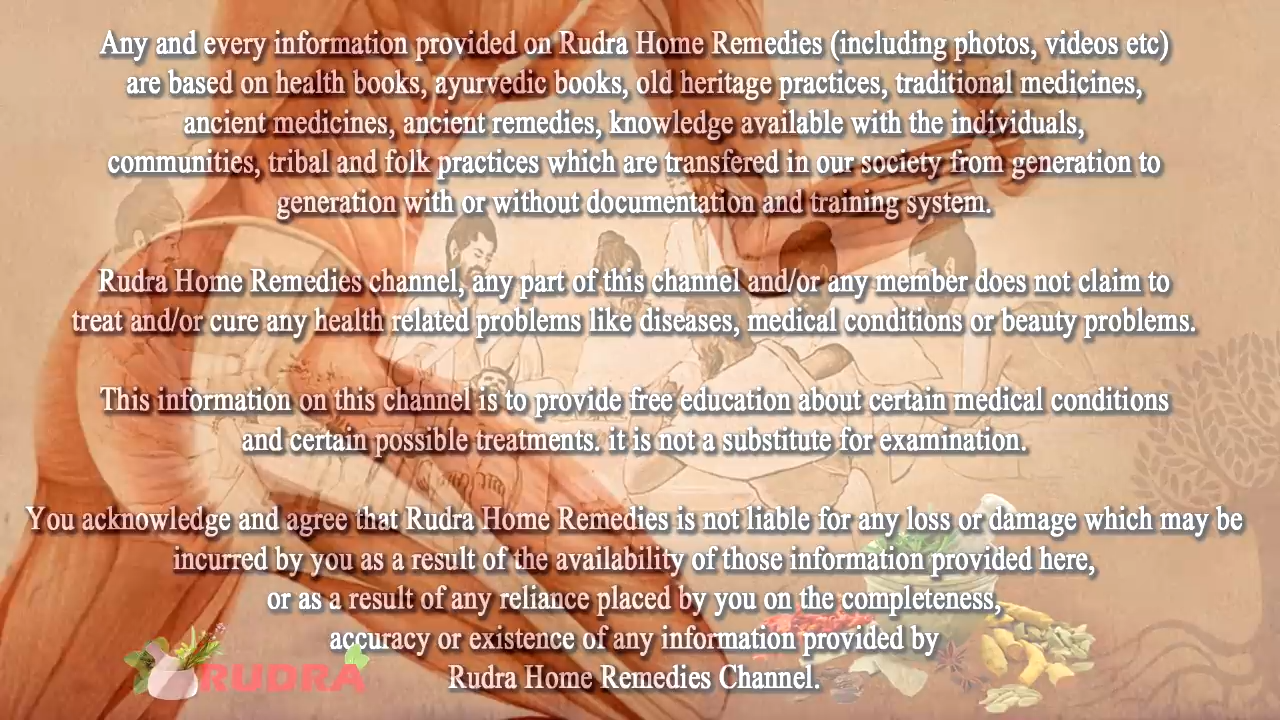 Any and every information provided on Rudra Home Remedies (including photos, videos etc)
are based on health books, ayurvedic books, old heritage practices, traditional medicines,
ancient medicines, ancient remedies, knowledge available with the individuals,
communities, tribal and folk practices which are transfered in our society from generation to
generation with or without documentation and training system.
Rudra Home Remedies channel, any part of this channel and/or any member does not claim to
treat and/or cure any health related problems like diseases, medical conditions or beauty problems.
This information on this channel is to provide free education about certain medical conditions
and certain possible treatments. it is not a substitute for examination.
You acknowledge and agree that Rudra Home Remedies is not liable for any loss or damage which may be
incurred by you as a result of the availability of those information provided here,
or as a result of any reliance placed by you on the completeness,
accuracy or existence of any information provided by
Rudra Home Remedies Channel.
RUDRA